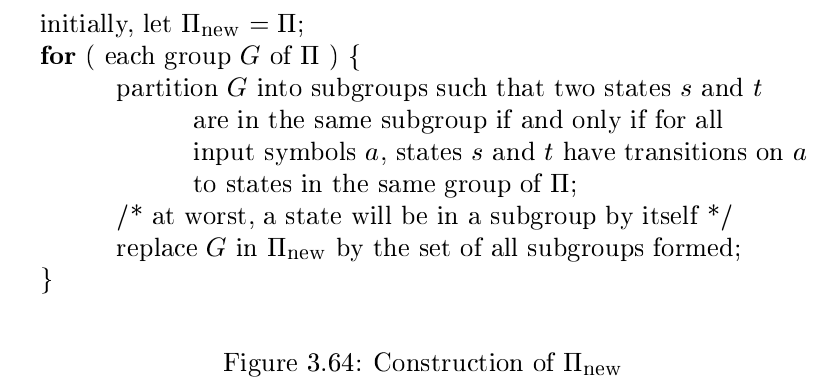 initially, let Πnew = Π;
for ( each group G of Π ) {
partition G into subgroups such that two states s and t
are in the same subgroup if and only if for all
input symbols a, states s and t have transitions on a
to states in the same group of Π;
/* at worst, a state will be in a subgroup by itself */
replace G in Πnew by the set of all subgroups formed;
}
Figure 3.64: Construction of Πnew